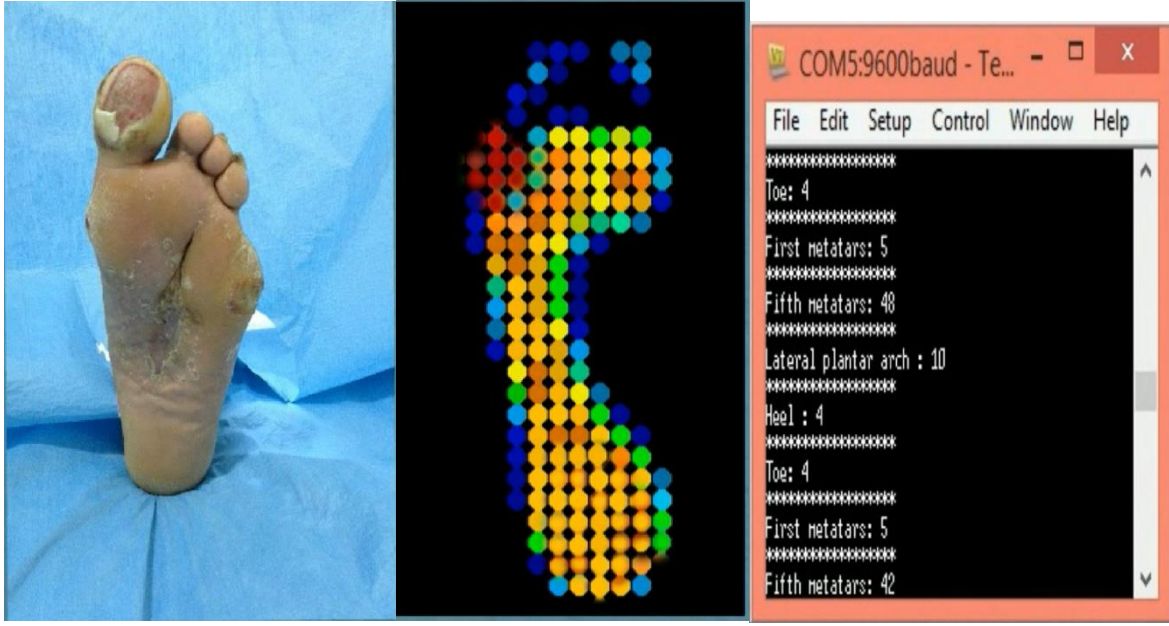 COM5:9600baud - Te...
File Edit Setup Control Window Help
*******************
Toe: 4
*******************
First metatars: 5
*******************
Fifth metatars: 48
*******************
Lateral plantar arch : 10
*******************
Heel : 4
*******************
Toe: 4
*******************
First metatars: 5
*******************
Fifth metatars: 42